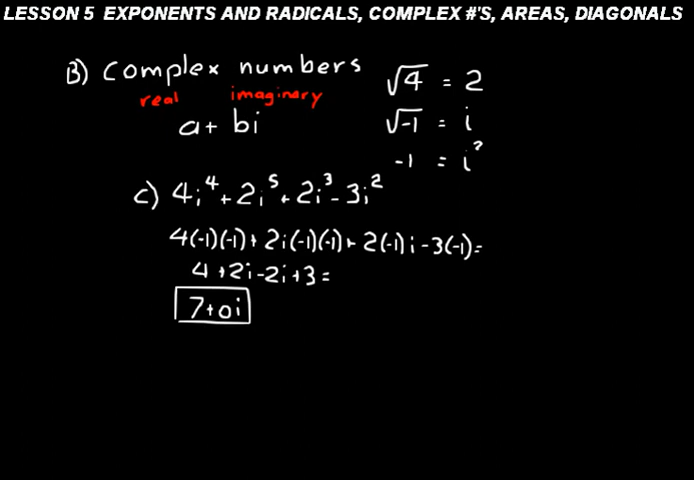 LESSON 5 EXPONENTS AND RADICALS, COMPLEX #'S, AREAS, DIAGONALS
B) Complex numbers
real imaginary
a + bi
√4 = 2
√-1 = i
-1 = i²
c) 4i⁴ + 2i⁵ + 2i³ - 3i²
4(-1)(-1) + 2i(-1)(-1) + 2(-1)i - 3(-1) =
4 + 2i - 2i + 3 =
7 + 0i